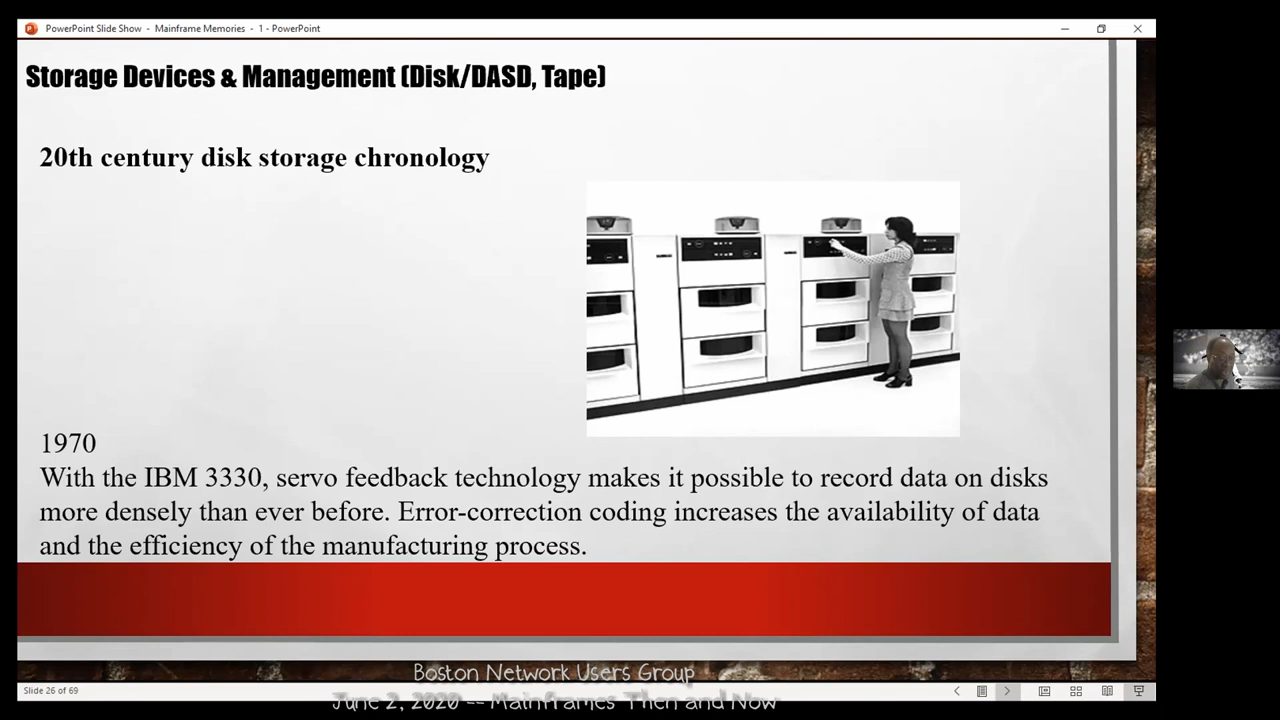 PowerPoint Slide Show - Mainframe Memories - 1 - PowerPoint
Storage Devices & Management (Disk/DASD, Tape)
20th century disk storage chronology
1970
With the IBM 3330, servo feedback technology makes it possible to record data on disks
more densely than ever before. Error-correction coding increases the availability of data
and the efficiency of the manufacturing process.
Boston Network Users Group
Slide 26 of 69
June 2, 2020 -- Mainframes Then and Now